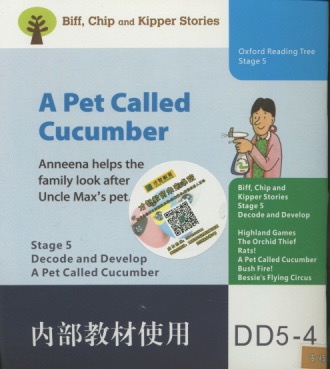 Biff, Chip and Kipper Stories
Oxford Reading Tree
Stage 5
A Pet Called
Cucumber
Anneena helps the
family look after
Uncle Max's pet.
Biff, Chip and
Kipper Stories
Stage 5
Decode and Develop
Highland Games
The Orchid Thief
Rats!
A Pet Called Cucumber
Bush Fire!
Bessie's Flying Circus
Stage 5
Decode and Develop
A Pet Called Cucumber
内部教材使用
DD5-4